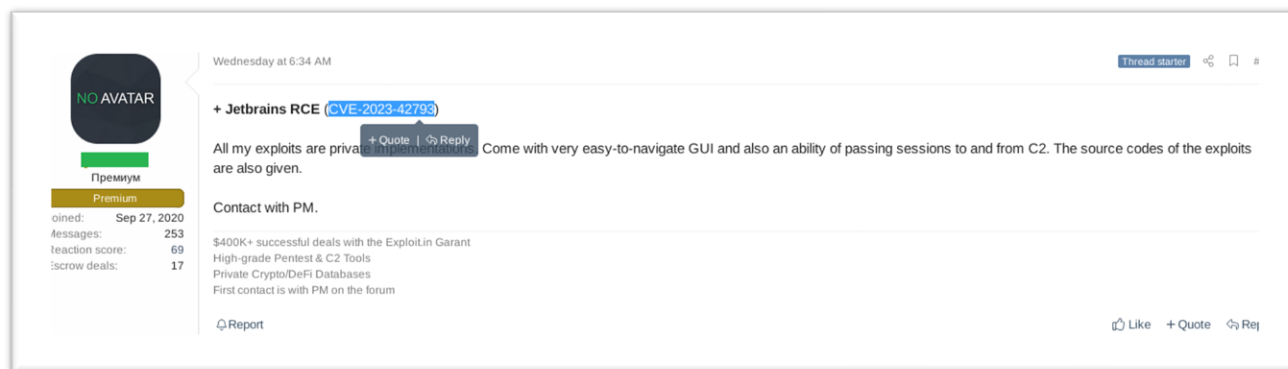 Wednesday at 6:34 AM
Thread starter
#
NO AVATAR
Премиум
Premium
oined: Sep 27, 2020
Messages: 253
Reaction score: 69
Escrow deals: 17
+ Jetbrains RCE (CVE-2023-42793)
+ Quote | Reply
All my exploits are private implementations. Come with very easy-to-navigate GUI and also an ability of passing sessions to and from C2. The source codes of the exploits
are also given.
Contact with PM.
$400K+ successful deals with the Exploit.in Garant
High-grade Pentest & C2 Tools
Private Crypto/DeFi Databases
First contact is with PM on the forum
Report
Like + Quote Rep